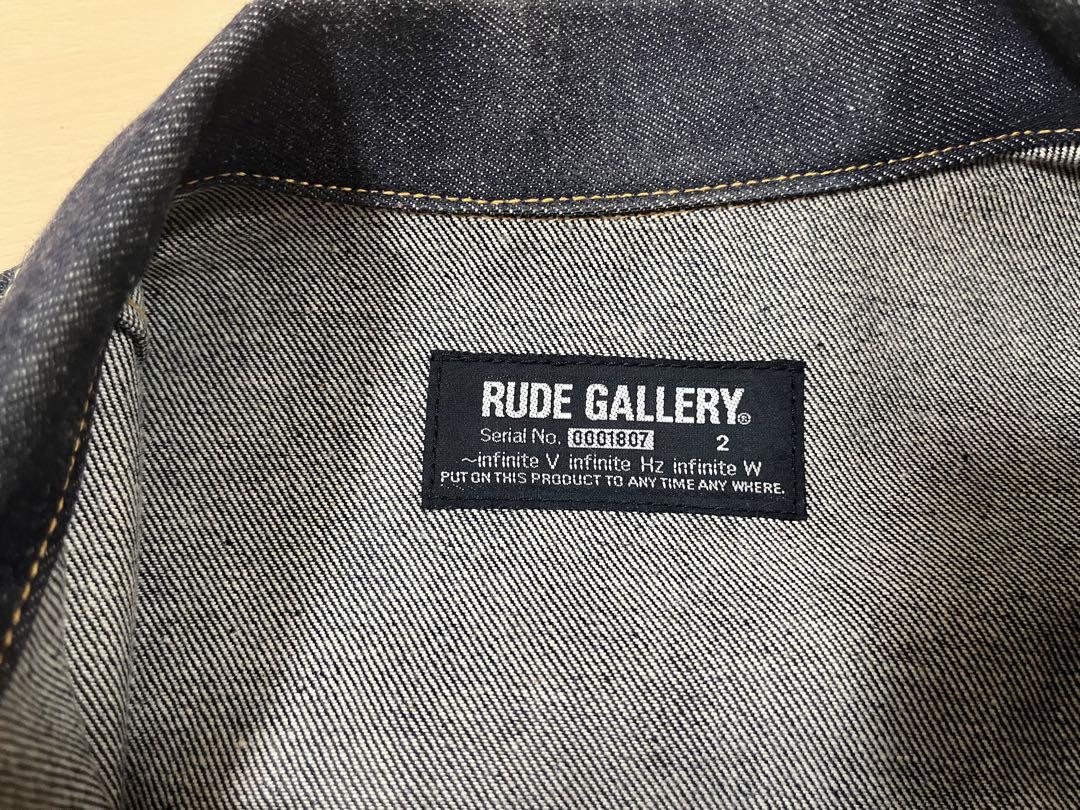 RUDE GALLERY®
Serial No. 0001807 2
~infinite V infinite Hz infinite W
PUT ON THIS PRODUCT TO ANY TIME ANY WHERE.